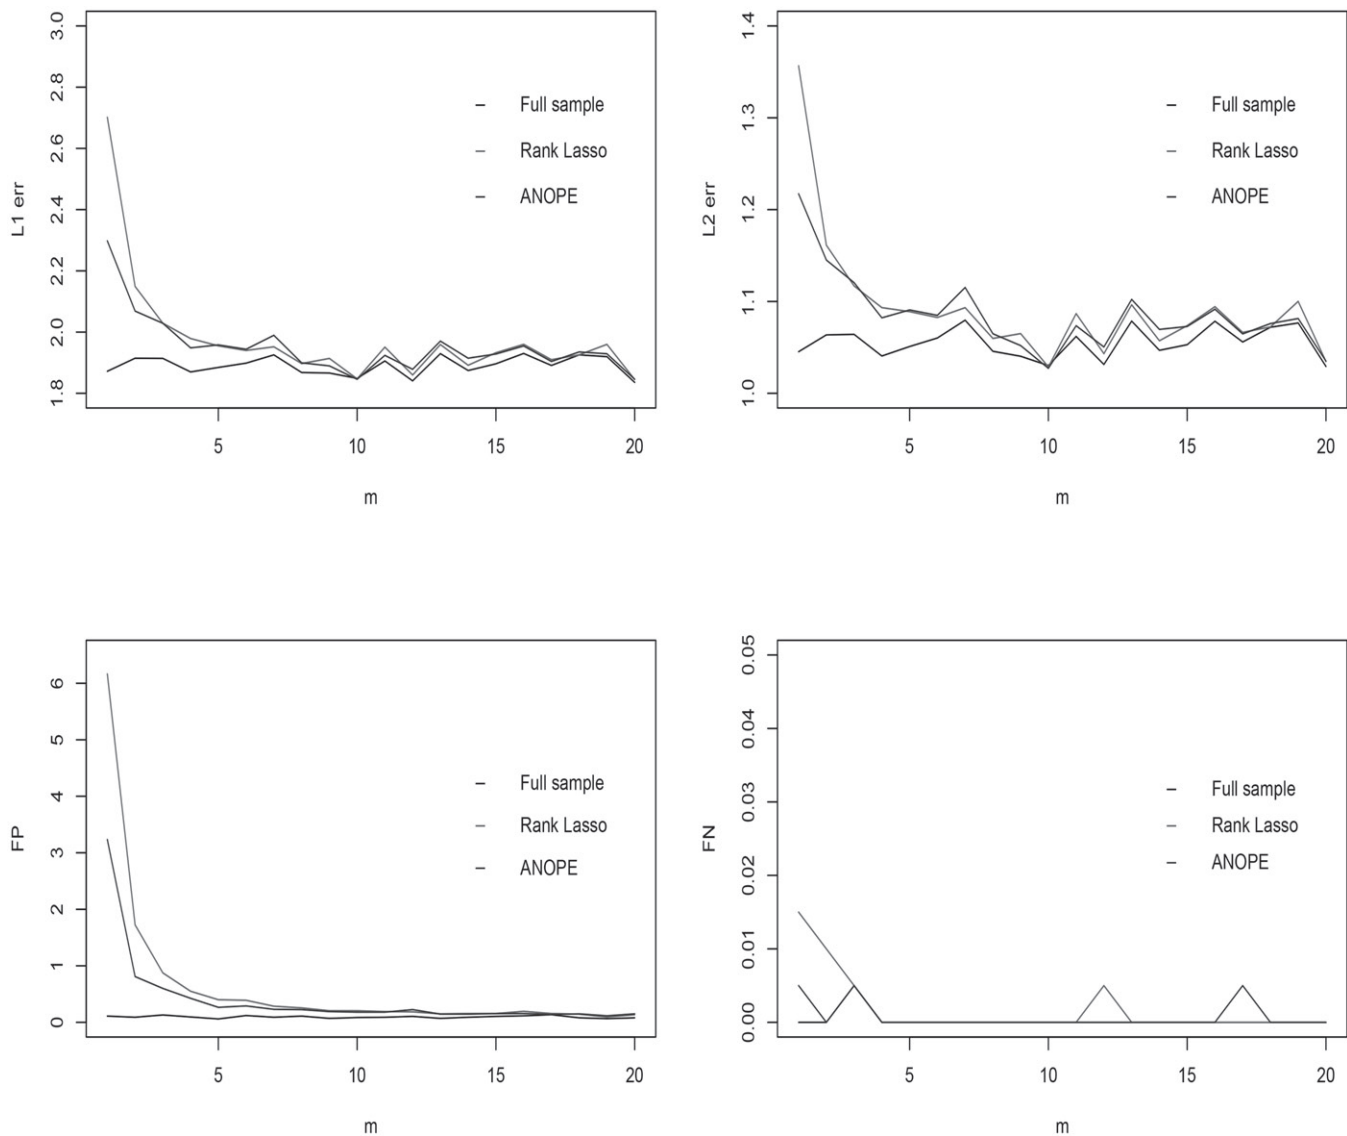 L1 err
3.0
2.8
2.6
2.4
2.2
2.0
1.8
Full sample
Rank Lasso
ANOPE
5
10
15
20
m
L2 err
1.4
1.3
1.2
1.1
1.0
Full sample
Rank Lasso
ANOPE
5
10
15
20
m
FP
6
5
4
3
2
1
0
Full sample
Rank Lasso
ANOPE
5
10
15
20
m
FN
0.05
0.04
0.03
0.02
0.01
0.00
Full sample
Rank Lasso
ANOPE
5
10
15
20
m